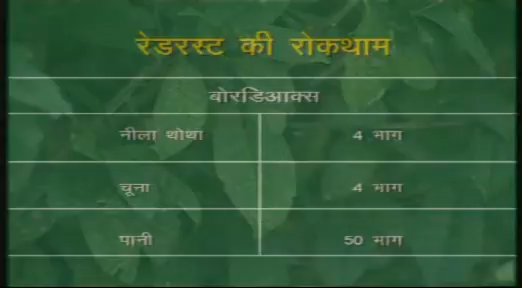 रेडरस्ट की रोकथाम
बोरडिआक्स
नीला थोथा 4 भाग
चूना 4 भाग
पानी 50 भाग